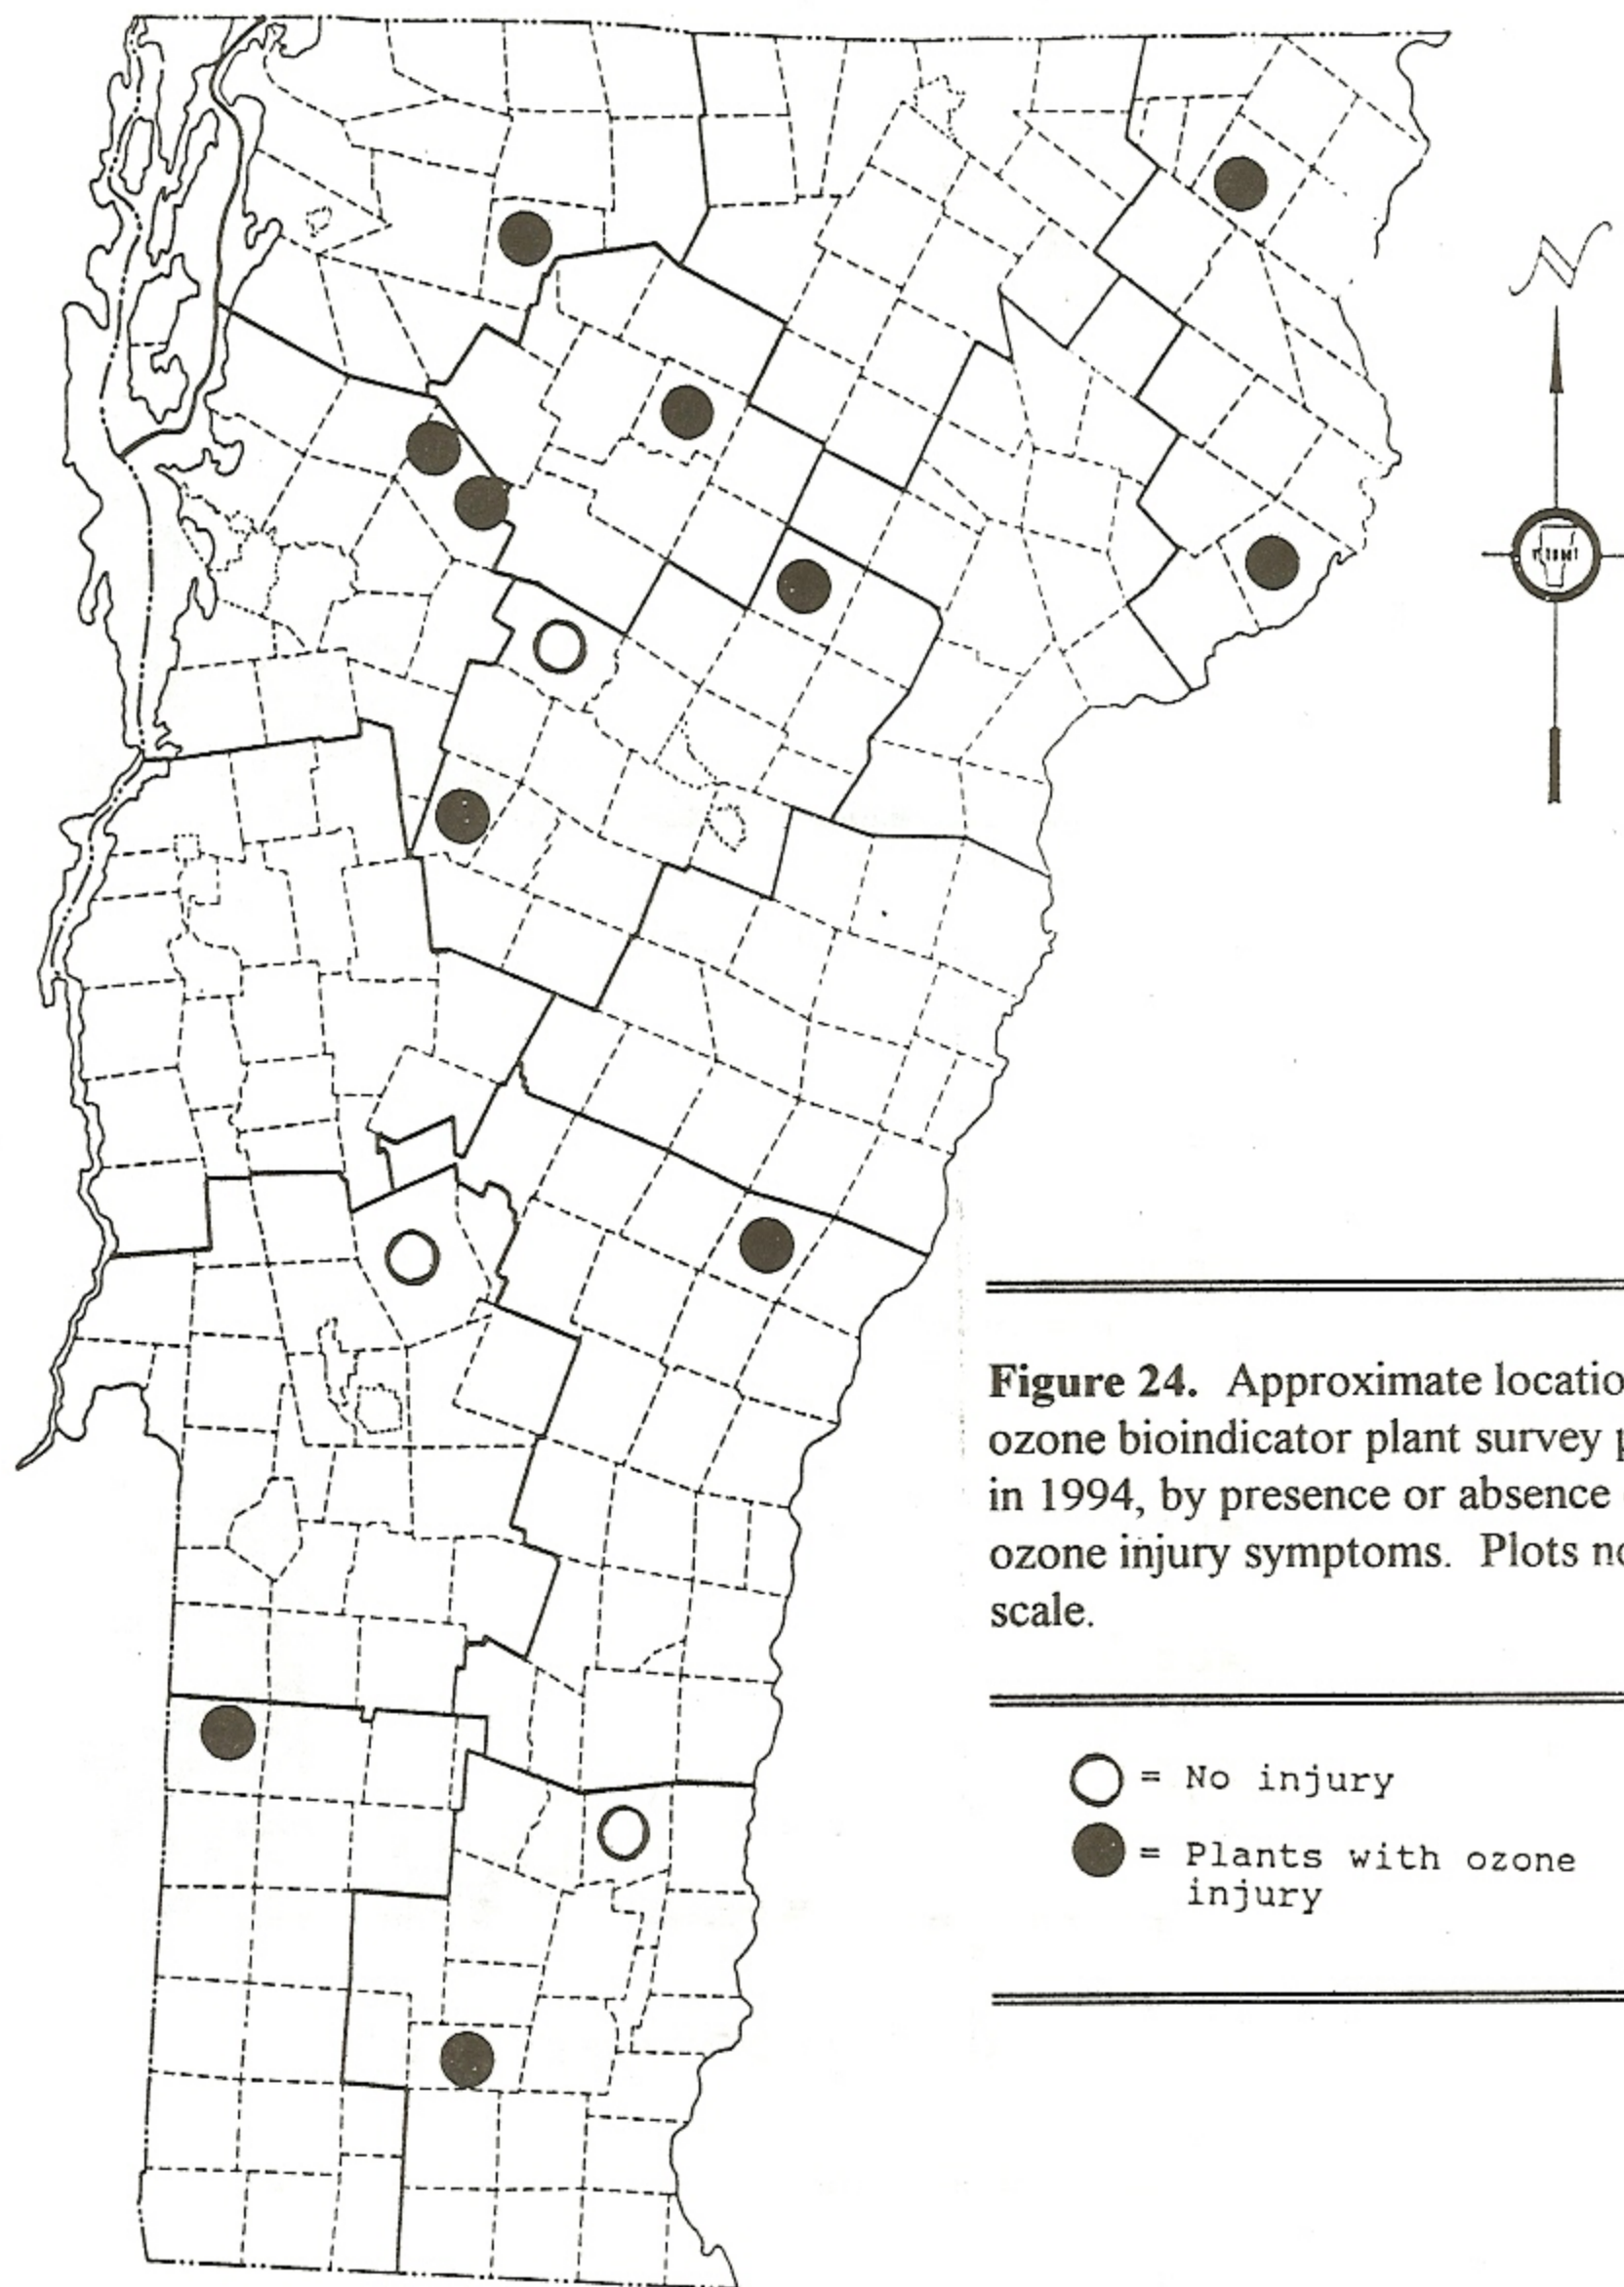 N
Figure 24. Approximate locatio
ozone bioindicator plant survey
in 1994, by presence or absence
ozone injury symptoms. Plots no
scale.
= No injury
= Plants with ozone
injury